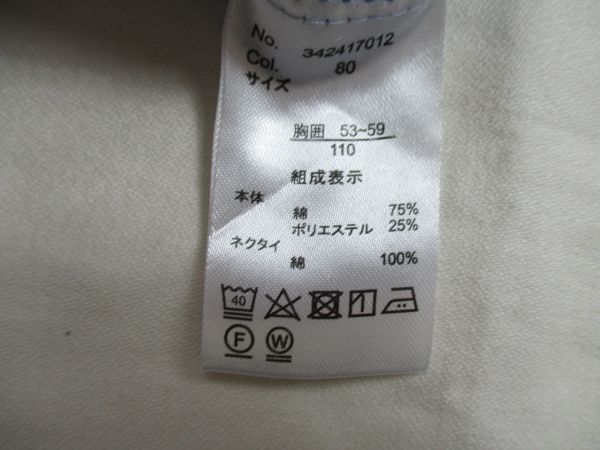 No. 342417012
Col. 80
サイズ
胸囲 53~59
110
組成表示
本体
綿 75%
ポリエステル 25%
ネクタイ
綿 100%
40
F W